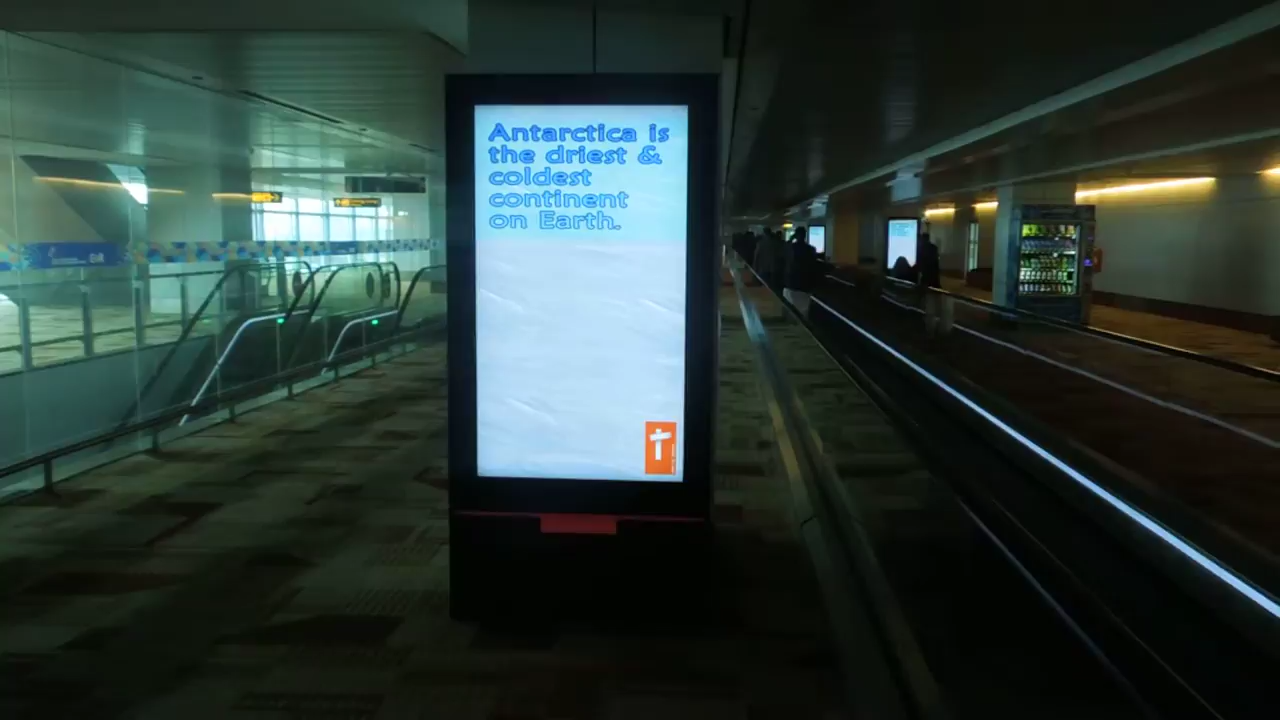 Antarctica is
the driest &
coldest
continent
on Earth.